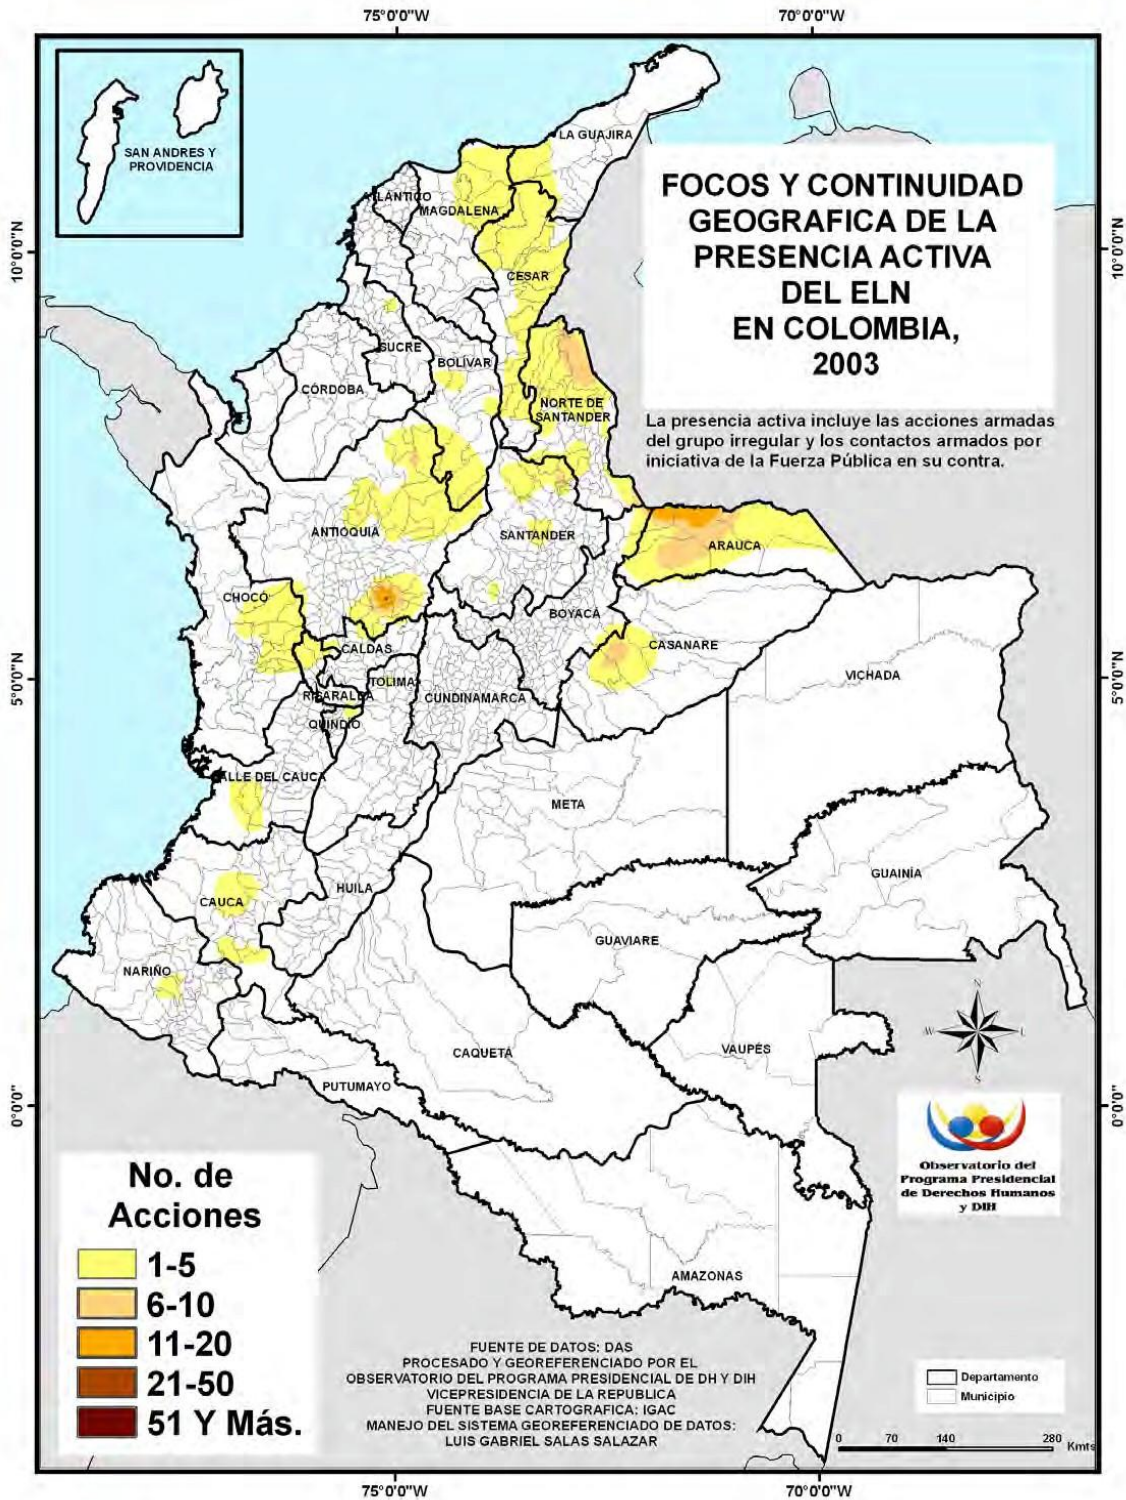 75°0'0"W
70°0'0"W
SAN ANDRES Y
PROVIDENCIA
LA GUAJIRA
ATLÁNTICO
MAGDALENA
FOCOS Y CONTINUIDAD
GEOGRAFICA DE LA
PRESENCIA ACTIVA
DEL ELN
EN COLOMBIA,
2003
10°0'0"N
10°0'0"N
CESAR
SUCRE
BOLÍVAR
CÓRDOBA
NORTE DE
SANTANDER
La presencia activa incluye las acciones armadas
del grupo irregular y los contactos armados por
iniciativa de la Fuerza Pública en su contra.
ANTIOQUIA
SANTANDER
ARAUCA
CHOCÓ
BOYACÁ
CALDAS
CASANARE
VICHADA
5°0'0"N
5°0'0"N
TOLIMA
RISARALDA
CUNDINAMARCA
QUINDIO
ALLE DEL CAUCA
META
GUAINÍA
HUILA
CAUCA
GUAVIARE
NARIÑO
N
W
L
S
CAQUETÁ
VAUPÉS
PUTUMAYO
0°0'0"
0°0'0"
Observatorio del
Programa Presidencial
de Derechos Humanos
y DIH
No. de
Acciones
1-5
6-10
11-20
21-50
51 Y Más.
AMAZONAS
FUENTE DE DATOS: DAS
PROCESADO Y GEOREFERENCIADO POR EL
OBSERVATORIO DEL PROGRAMA PRESIDENCIAL DE DH Y DIH
VICEPRESIDENCIA DE LA REPUBLICA
FUENTE BASE CARTOGRAFICA: IGAC
MANEJO DEL SISTEMA GEOREFERENCIADO DE DATOS:
LUIS GABRIEL SALAS SALAZAR
Departamento
Municipio
0 70 140 280
Kmts
75°0'0"W
70°0'0"W